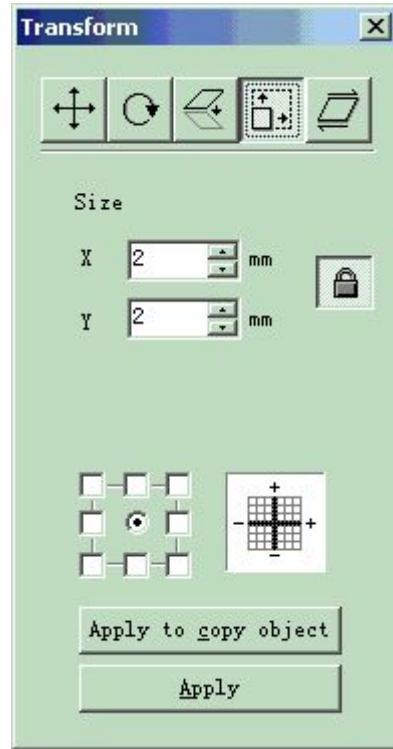 Transform
Size
X 2 mm
Y 2 mm
+
- +
-
Apply to copy object
Apply